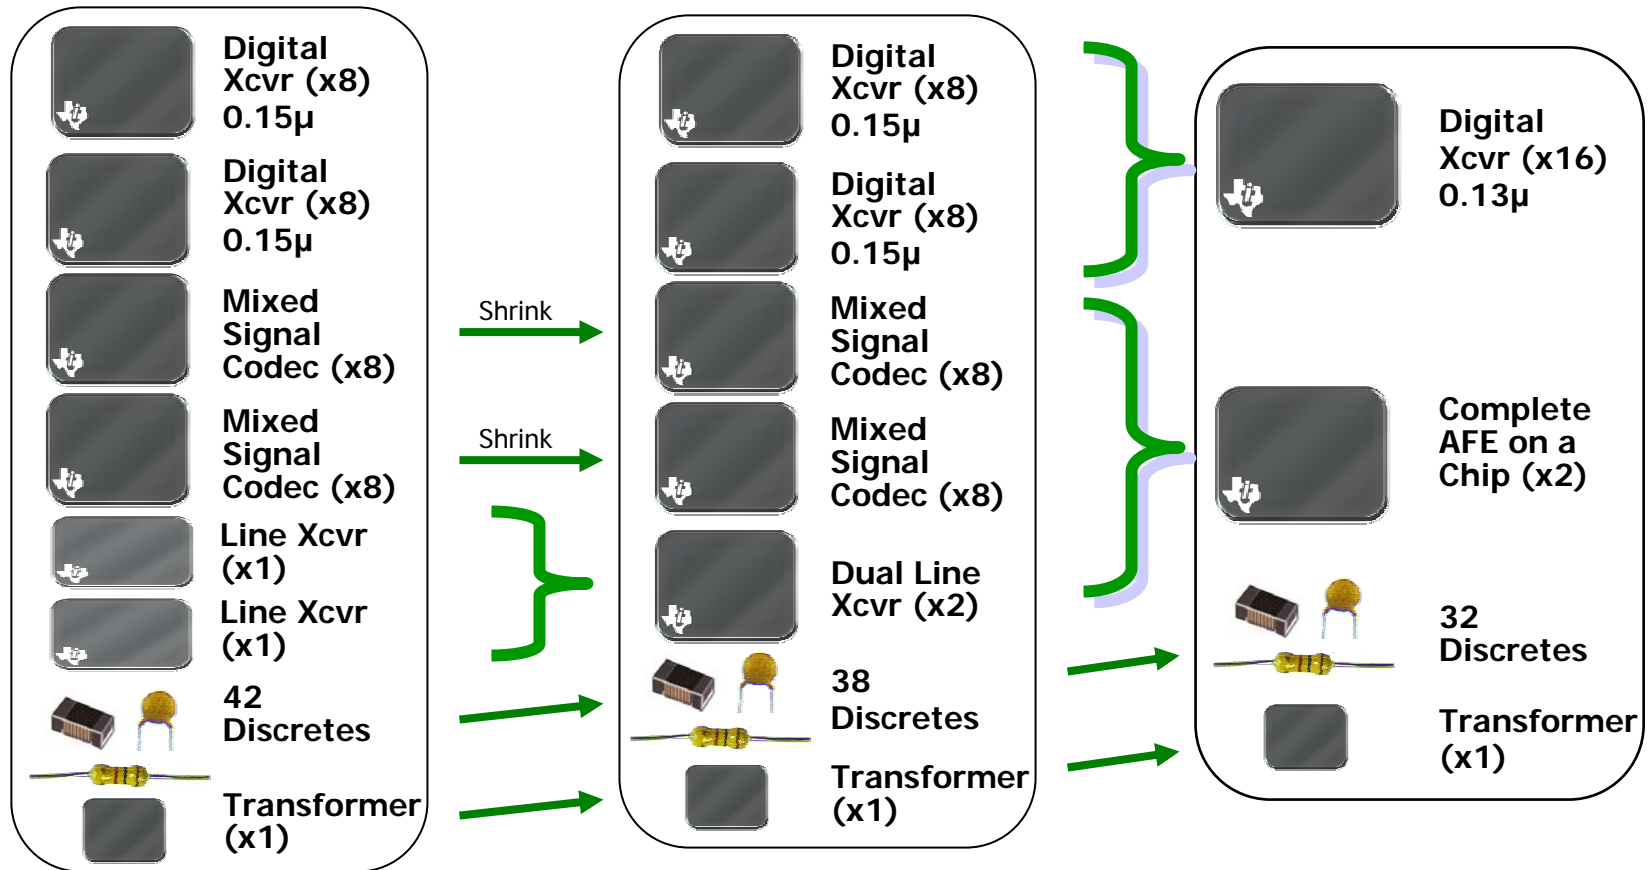 Digital
Xcvr (x8)
0.15µ
Digital
Xcvr (x8)
0.15µ
Mixed
Signal
Codec (x8)
Mixed
Signal
Codec (x8)
Line Xcvr
(x1)
Line Xcvr
(x1)
42
Discretes
Transformer
(x1)
Shrink
Shrink
Digital
Xcvr (x8)
0.15µ
Digital
Xcvr (x8)
0.15µ
Mixed
Signal
Codec (x8)
Mixed
Signal
Codec (x8)
Dual Line
Xcvr (x2)
38
Discretes
Transformer
(x1)
Digital
Xcvr (x16)
0.13µ
Complete
AFE on a
Chip (x2)
32
Discretes
Transformer
(x1)